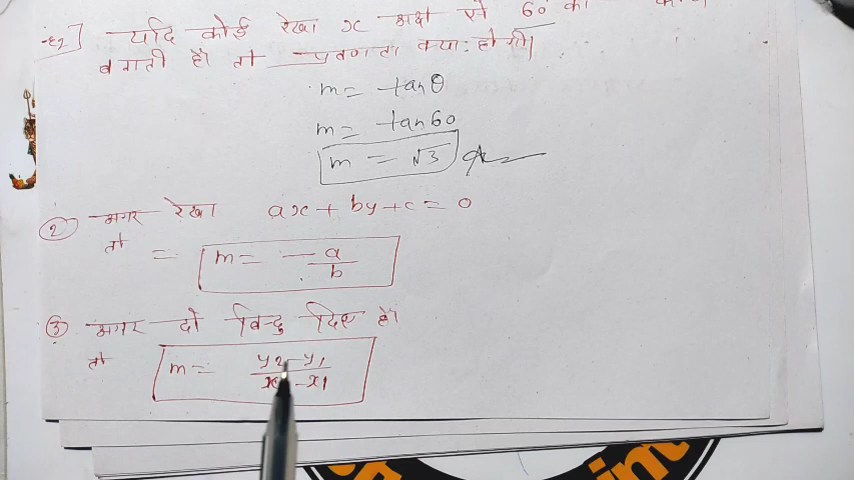 यदि कोई रेखा x अक्ष से 60° का
बनाती है। तो प्रवणता क्या होगी।
m = tanθ
m = tan60
m = √3
② अगर रेखा ax + by + c = 0
तो = m = - a/b
③ अगर दो बिन्दु दिए है।
तो m = y2 - y1 / x2 - x1